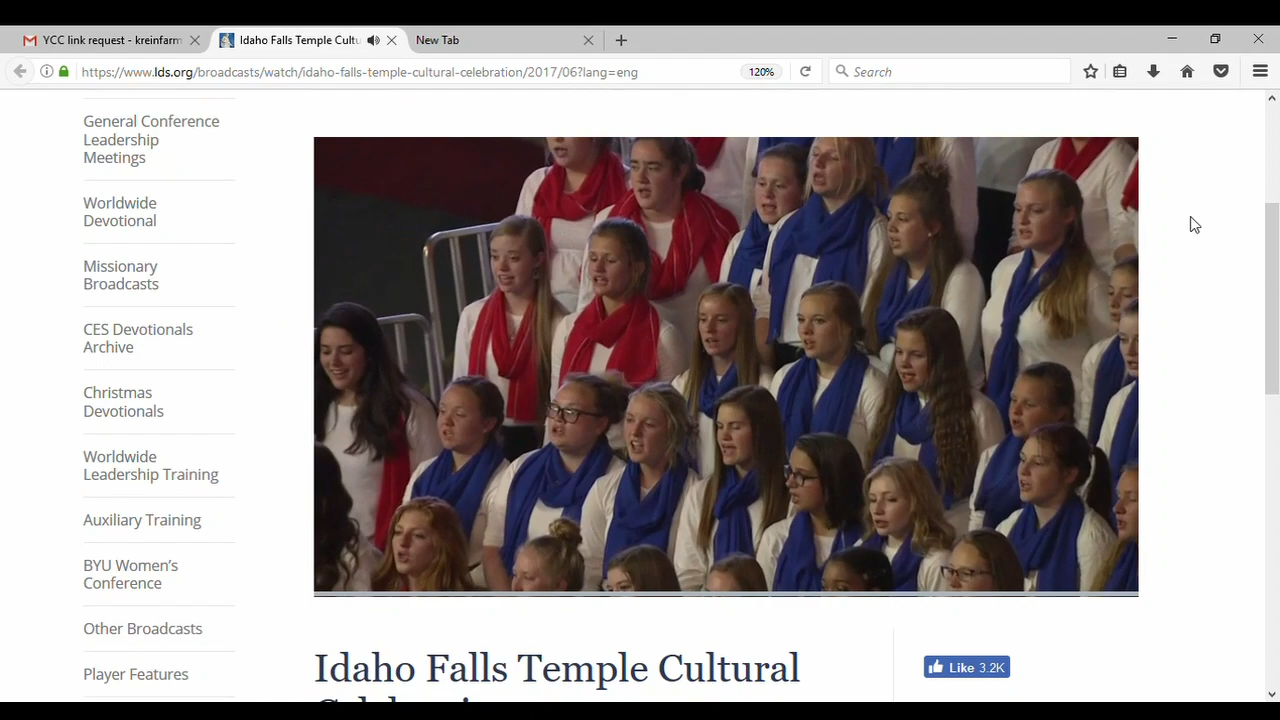 YCC link request - kreinfarm
Idaho Falls Temple Cultu
New Tab
https://www.lds.org/broadcasts/watch/idaho-falls-temple-cultural-celebration/2017/06?lang=eng
120%
Search
General Conference
Leadership
Meetings
Worldwide
Devotional
Missionary
Broadcasts
CES Devotionals
Archive
Christmas
Devotionals
Worldwide
Leadership Training
Auxiliary Training
BYU Women's
Conference
Other Broadcasts
Player Features
Idaho Falls Temple Cultural
Like 3.2K